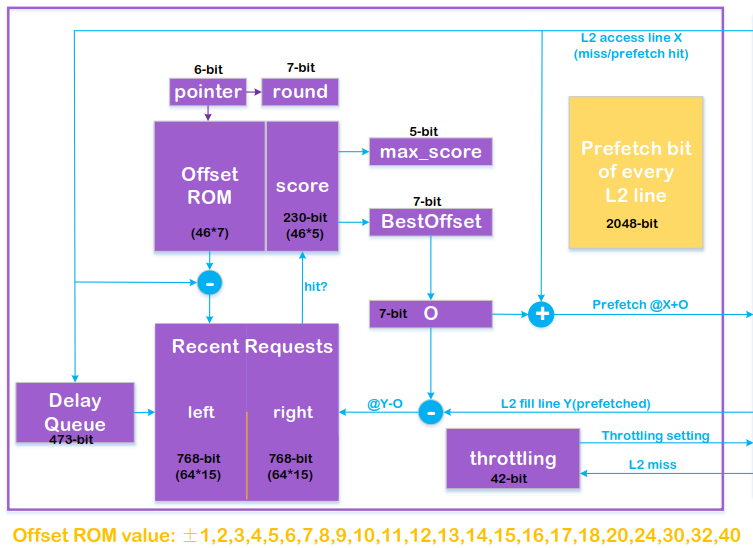 L2 access line X
(miss/prefetch hit)
6-bit
7-bit
pointer
round
Offset
ROM
(46*7)
score
230-bit
(46*5)
5-bit
max_score
7-bit
BestOffset
Prefetch bit
of every
L2 line
2048-bit
-
hit?
7-bit O
+
Prefetch @X+O
Recent Requests
left
right
768-bit
(64*15)
768-bit
(64*15)
Delay
Queue
473-bit
@Y-O
-
L2 fill line Y(prefetched)
throttling
42-bit
Throttling setting
L2 miss
Offset ROM value: ±1,2,3,4,5,6,7,8,9,10,11,12,13,14,15,16,17,18,20,24,30,32,40